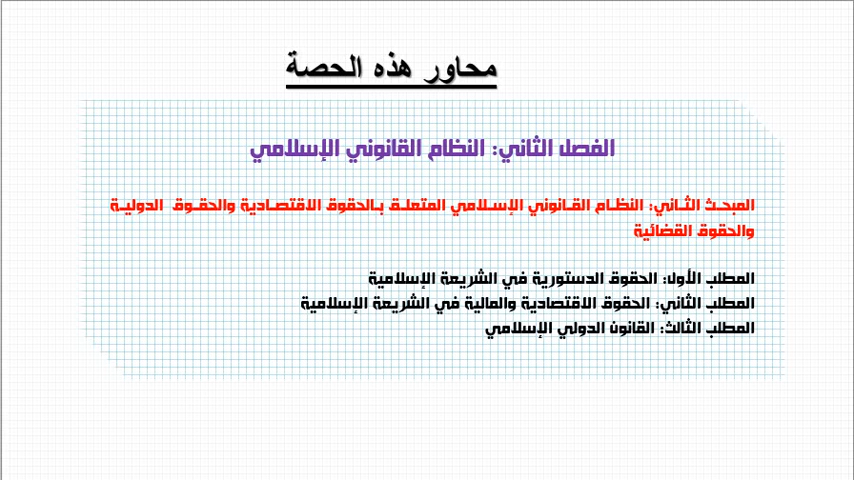 محاور هذه الحصة
الفصل الثاني: النظام القانوني الإسلامي
المبحث الثاني: النظام القانوني الإسلامي المتعلق بالحقوق الاقتصادية والحقوق الدولية
والحقوق القضائية
المطلب الأول: الحقوق الدستورية في الشريعة الإسلامية
المطلب الثاني: الحقوق الاقتصادية والمالية في الشريعة الإسلامية
المطلب الثالث: القانون الدولي الإسلامي